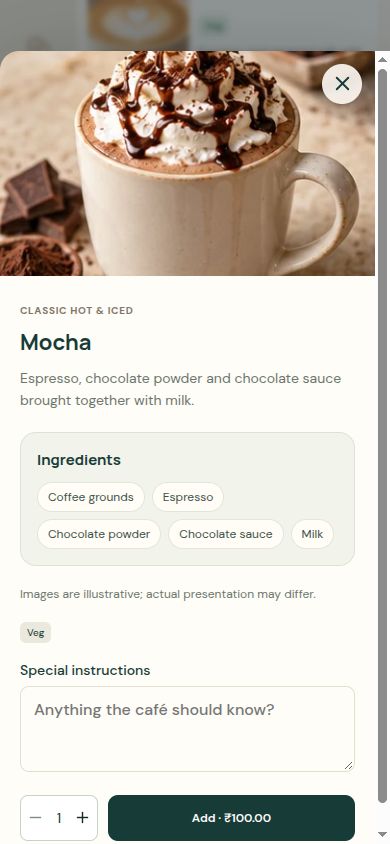 CLASSIC HOT & ICED
Mocha
Espresso, chocolate powder and chocolate sauce
brought together with milk.
Ingredients
Coffee grounds Espresso
Chocolate powder Chocolate sauce Milk
Images are illustrative; actual presentation may differ.
Veg
Special instructions
Anything the café should know?
− 1 + Add · ₹100.00